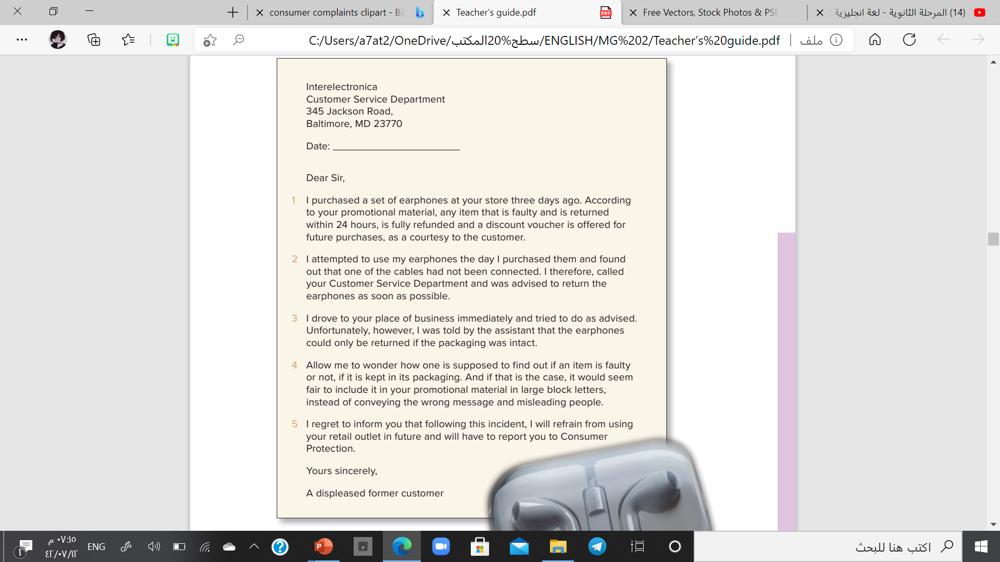 consumer complaints clipart - Bi
Teacher's guide.pdf
Free Vectors, Stock Photos & PSD
(14) المرحلة الثانوية - لغة انجليزية
C:/Users/a7at2/OneDrive/سطح%20المكتب/ENGLISH/MG%202/Teacher's%20guide.pdf
ملف
Interelectronica
Customer Service Department
345 Jackson Road,
Baltimore, MD 23770
Date:
Dear Sir,
1 I purchased a set of earphones at your store three days ago. According
to your promotional material, any item that is faulty and is returned
within 24 hours, is fully refunded and a discount voucher is offered for
future purchases, as a courtesy to the customer.
2 I attempted to use my earphones the day I purchased them and found
out that one of the cables had not been connected. I therefore, called
your Customer Service Department and was advised to return the
earphones as soon as possible.
3 I drove to your place of business immediately and tried to do as advised.
Unfortunately, however, I was told by the assistant that the earphones
could only be returned if the packaging was intact.
4 Allow me to wonder how one is supposed to find out if an item is faulty
or not, if it is kept in its packaging. And if that is the case, it would seem
fair to include it in your promotional material in large block letters,
instead of conveying the wrong message and misleading people.
5 I regret to inform you that following this incident, I will refrain from using
your retail outlet in future and will have to report you to Consumer
Protection.
Yours sincerely,
A displeased former customer
٠٧:١٥ م
٤٢/٠٧/١٢
ENG
اكتب هنا للبحث